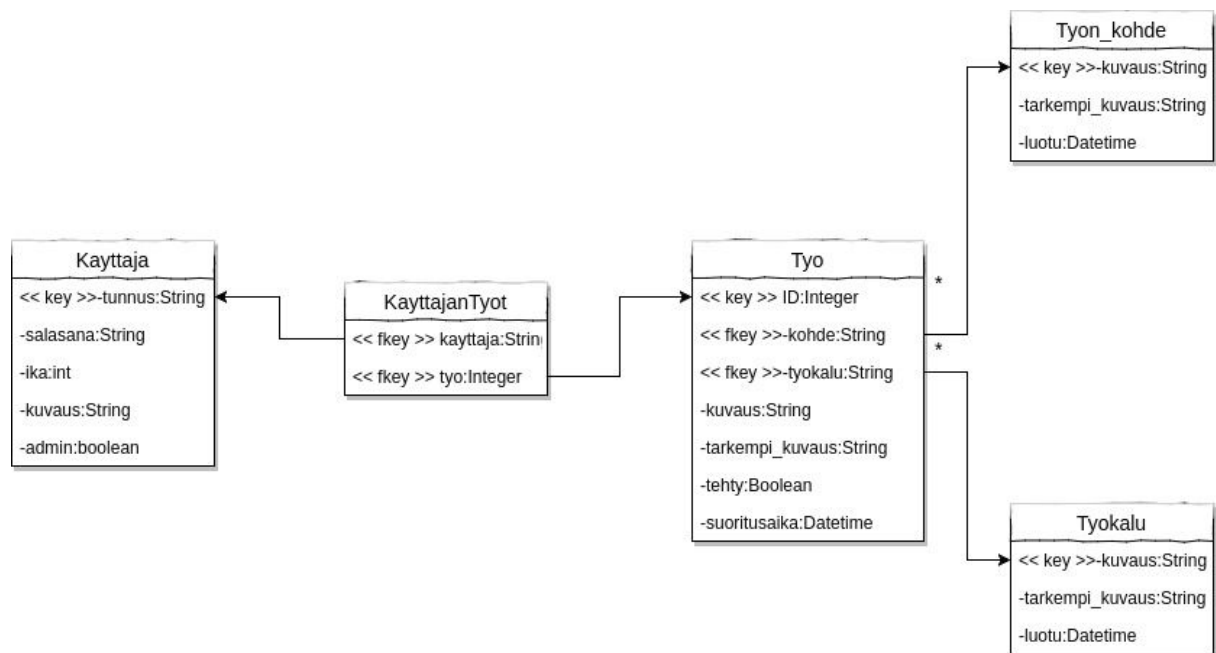 Tyon_kohde
<< key >>-kuvaus:String
-tarkempi_kuvaus:String
-luotu:Datetime
Kayttaja
<< key >>-tunnus:String
-salasana:String
-ika:int
-kuvaus:String
-admin:boolean
KayttajanTyot
<< fkey >> kayttaja:Strin
<< fkey >> tyo:Integer
Tyo
<< key >> ID:Integer
<< fkey >>-kohde:String
<< fkey >>-tyokalu:String
-kuvaus:String
-tarkempi_kuvaus:String
-tehty:Boolean
-suoritusaika:Datetime
*
*
Tyokalu
<< key >>-kuvaus:String
-tarkempi_kuvaus:String
-luotu:Datetime